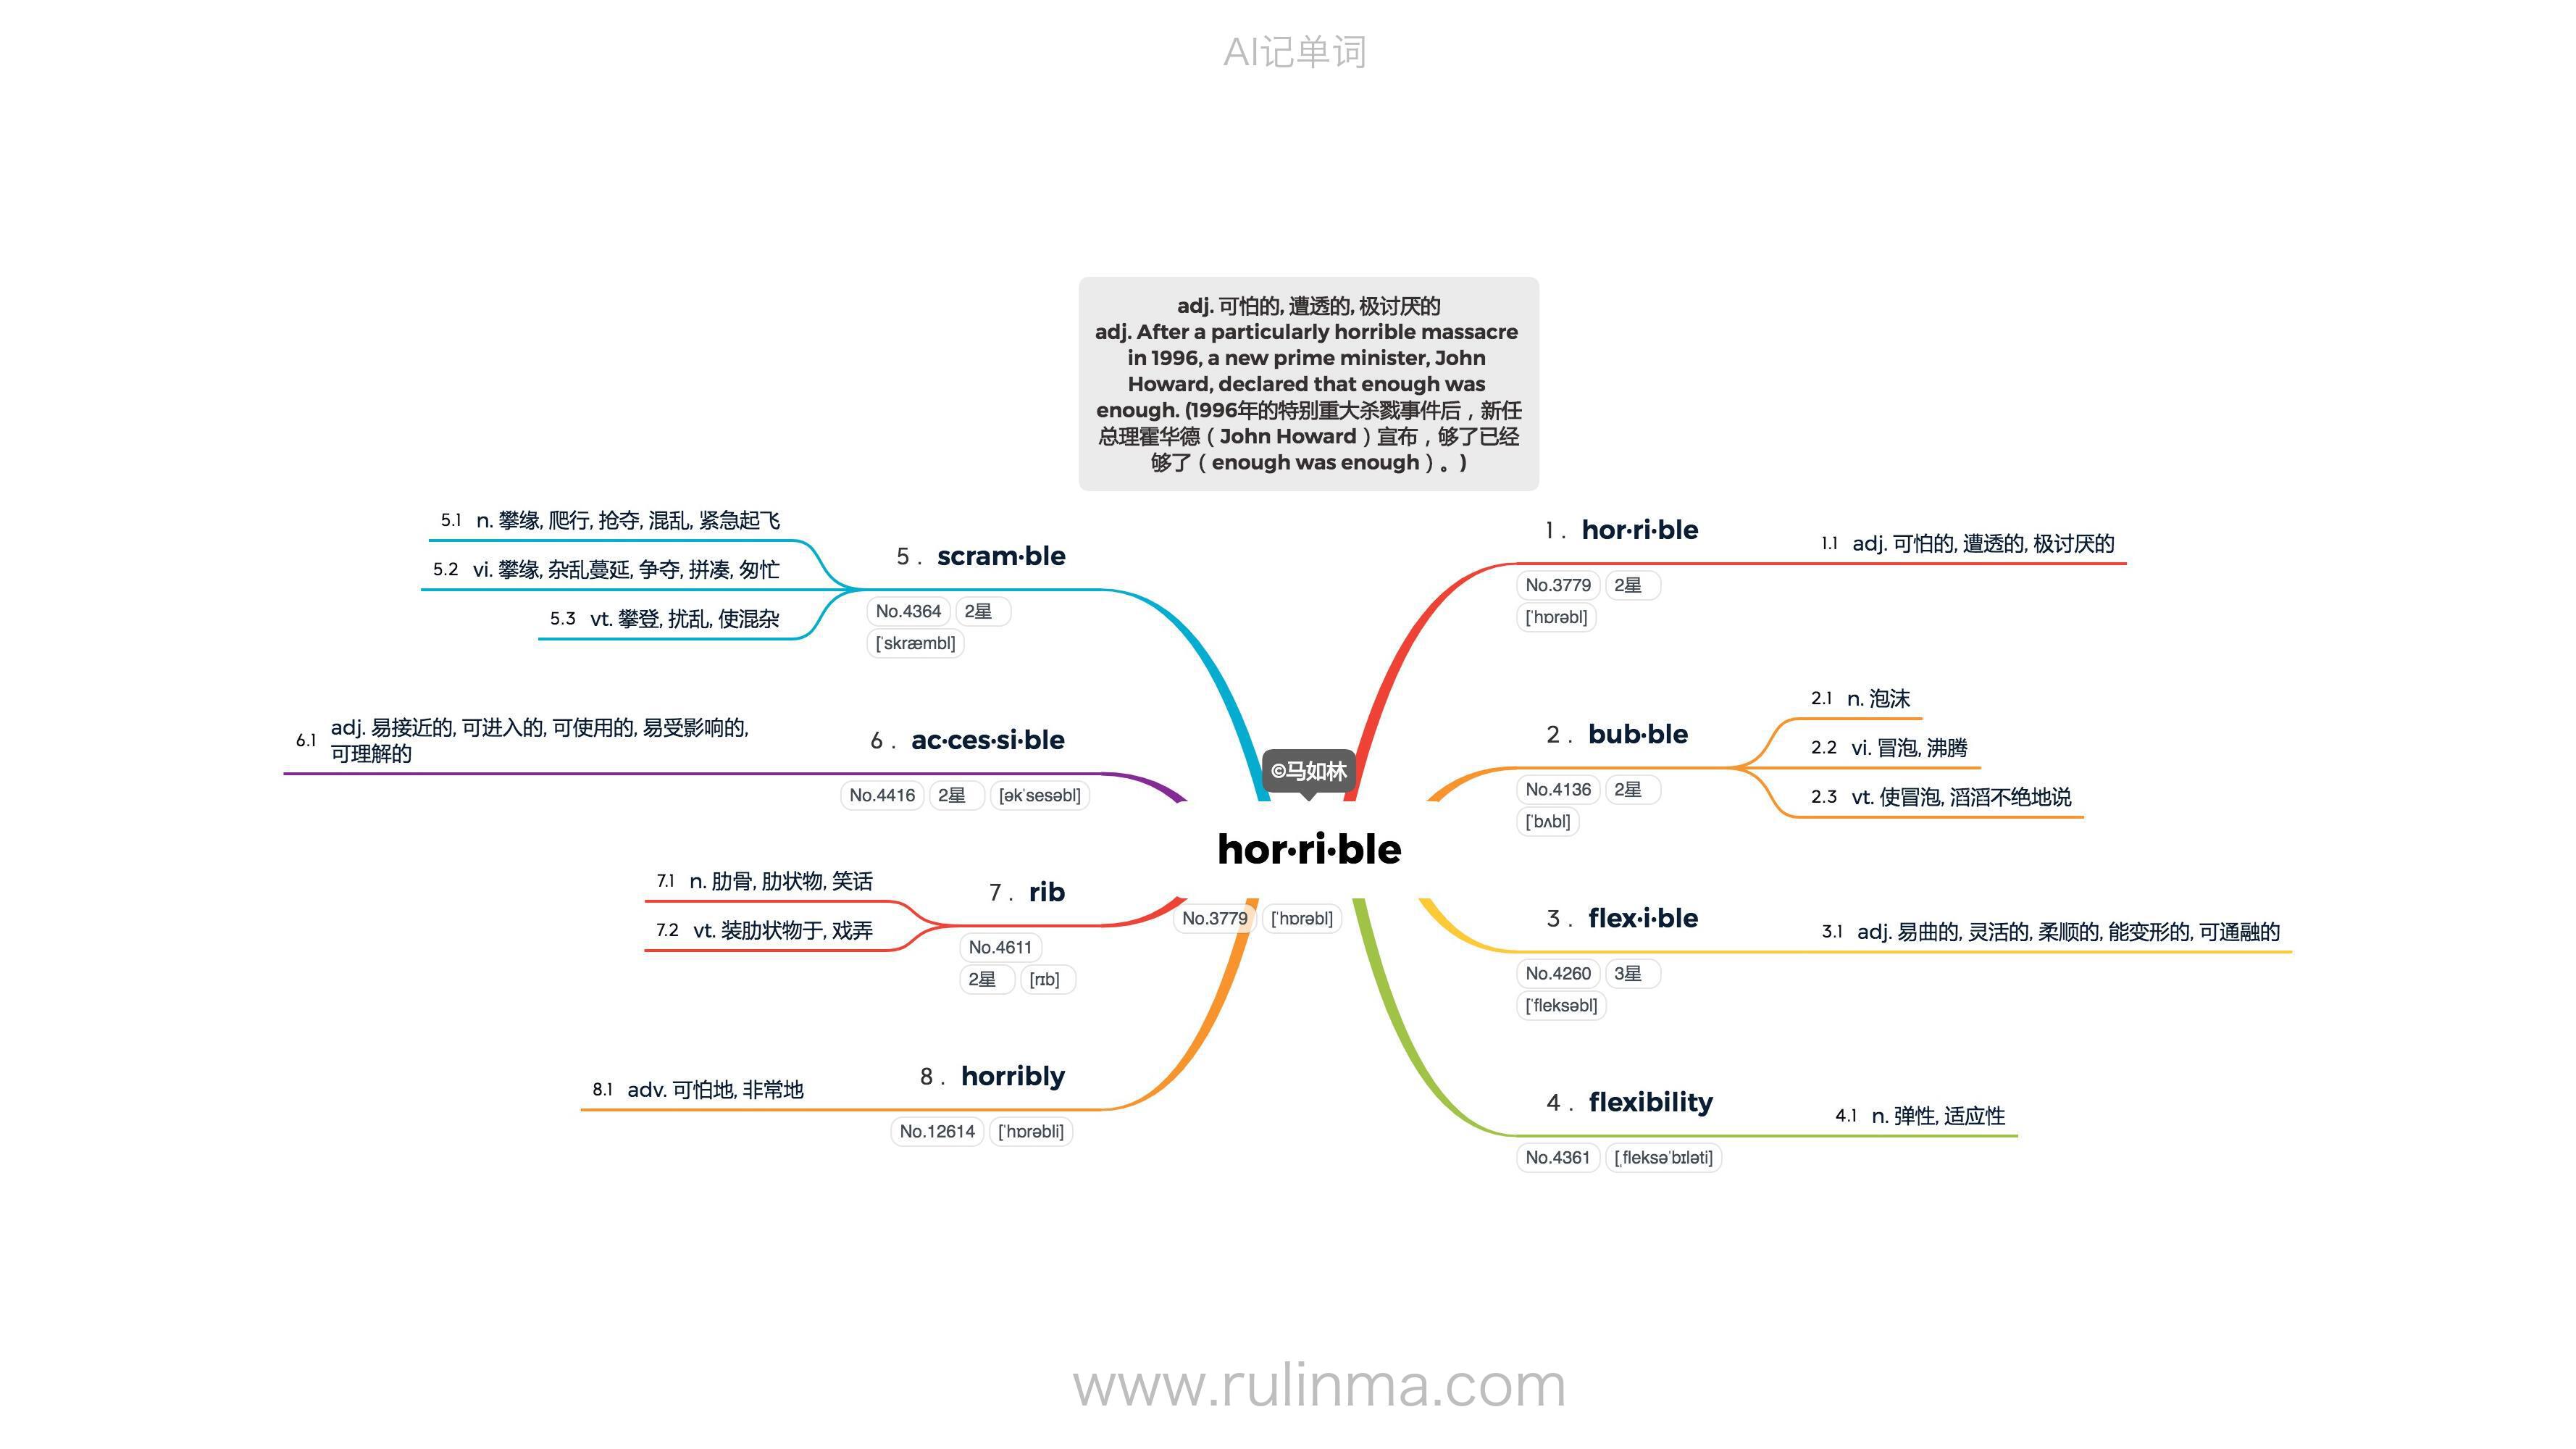 AI记单词
adj. 可怕的, 遭透的, 极讨厌的
adj. After a particularly horrible massacre
in 1996, a new prime minister, John
Howard, declared that enough was
enough. (1996年的特别重大杀戮事件后，新任
总理霍华德（John Howard）宣布，够了已经
够了（enough was enough）。)
©马如林
hor·ri·ble
No.3779 [ˈhɒrəbl]
1. hor·ri·ble
No.3779 2星
[ˈhɒrəbl]
1.1 adj. 可怕的, 遭透的, 极讨厌的
2. bub·ble
No.4136 2星
[ˈbʌbl]
2.1 n. 泡沫
2.2 vi. 冒泡, 沸腾
2.3 vt. 使冒泡, 滔滔不绝地说
3. flex·i·ble
No.4260 3星
[ˈfleksəbl]
3.1 adj. 易曲的, 灵活的, 柔顺的, 能变形的, 可通融的
4. flexibility
No.4361 [ˌfleksəˈbɪləti]
4.1 n. 弹性, 适应性
5. scram·ble
No.4364 2星
[ˈskræmbl]
5.1 n. 攀缘, 爬行, 抢夺, 混乱, 紧急起飞
5.2 vi. 攀缘, 杂乱蔓延, 争夺, 拼凑, 匆忙
5.3 vt. 攀登, 扰乱, 使混杂
6. ac·ces·si·ble
No.4416 2星 [əkˈsesəbl]
6.1 adj. 易接近的, 可进入的, 可使用的, 易受影响的,
可理解的
7. rib
No.4611
2星 [rɪb]
7.1 n. 肋骨, 肋状物, 笑话
7.2 vt. 装肋状物于, 戏弄
8. horribly
No.12614 [ˈhɒrəbli]
8.1 adv. 可怕地, 非常地
www.rulinma.com